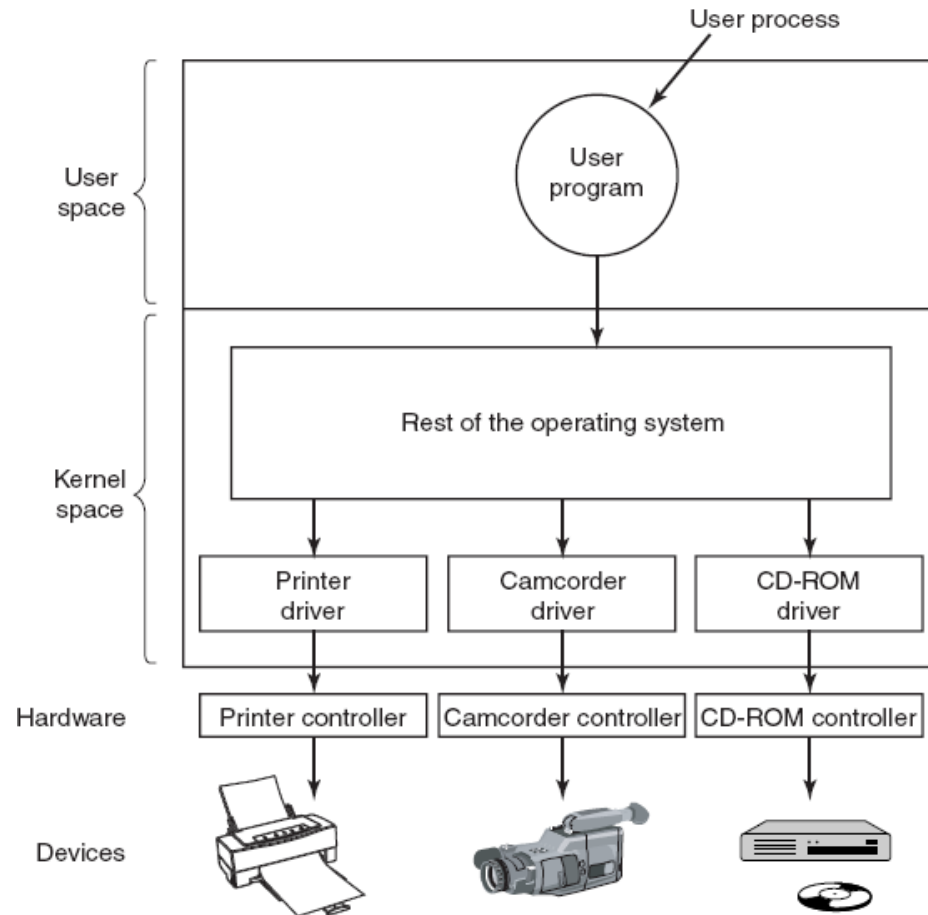 User process
User
program
User
space
Rest of the operating system
Kernel
space
Printer
driver
Camcorder
driver
CD-ROM
driver
Hardware
Printer controller
Camcorder controller
CD-ROM controller
Devices